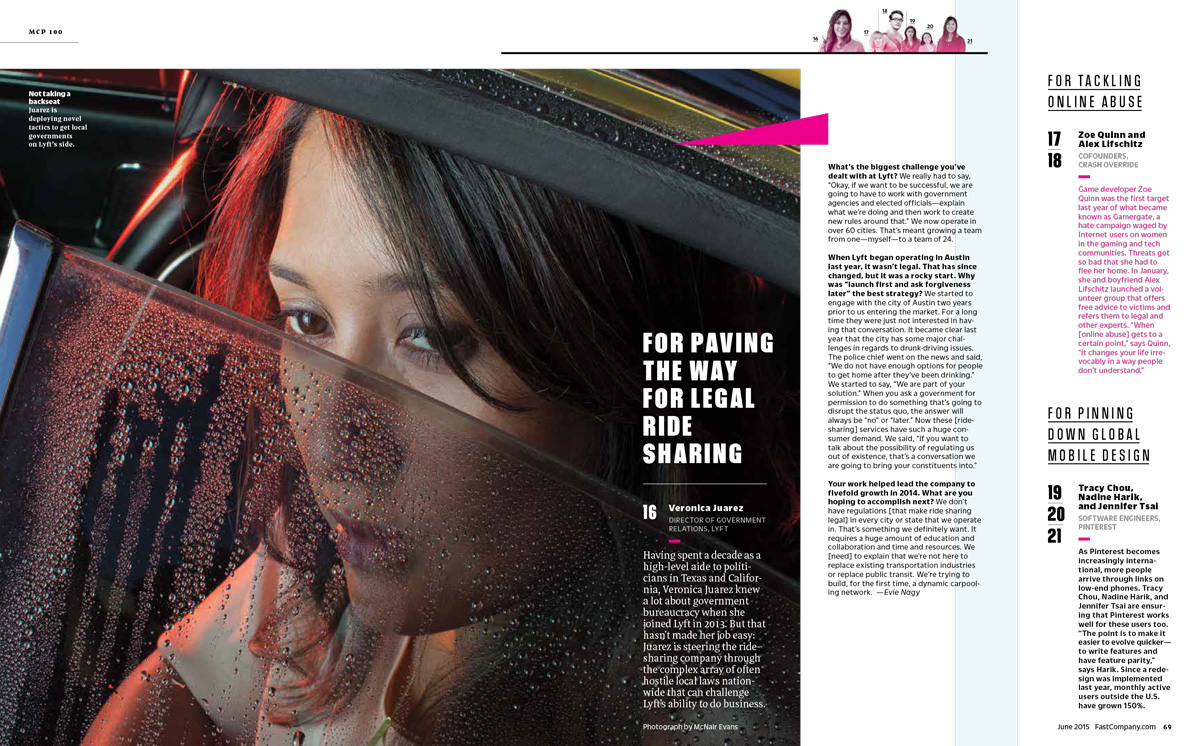 MCP 100
16
17
18
19
20
21
Not taking a
backseat
Juarez is
deploying novel
tactics to get local
governments
on Lyft's side.
FOR PAVING
THE WAY
FOR LEGAL
RIDE
SHARING
16
Veronica Juarez
DIRECTOR OF GOVERNMENT
RELATIONS, LYFT
Having spent a decade as a
high-level aide to politi-
cians in Texas and Califor-
nia, Veronica Juarez knew
a lot about government
bureaucracy when she
joined Lyft in 2013. But that
hasn't made her job easy:
Juarez is steering the ride-
sharing company through
the complex array of often
hostile local laws nation-
wide that can challenge
Lyft's ability to do business.
Photograph by McNair Evans
What's the biggest challenge you've
dealt with at Lyft? We really had to say,
"Okay, if we want to be successful, we are
going to have to work with government
agencies and elected officials—explain
what we're doing and then work to create
new rules around that." We now operate in
over 60 cities. That's meant growing a team
from one—myself—to a team of 24.
When Lyft began operating in Austin
last year, it wasn't legal. That has since
changed, but it was a rocky start. Why
was "launch first and ask forgiveness
later" the best strategy? We started to
engage with the city of Austin two years
prior to us entering the market. For a long
time they were just not interested in hav-
ing that conversation. It became clear last
year that the city has some major chal-
lenges in regards to drunk-driving issues.
The police chief went on the news and said,
"We do not have enough options for people
to get home after they've been drinking."
We started to say, "We are part of your
solution." When you ask a government for
permission to do something that's going to
disrupt the status quo, the answer will
always be "no" or "later." Now these [ride-
sharing] services have such a huge con-
sumer demand. We said, "If you want to
talk about the possibility of regulating us
out of existence, that's a conversation we
are going to bring your constituents into."
Your work helped lead the company to
fivefold growth in 2014. What are you
hoping to accomplish next? We don't
have regulations [that make ride sharing
legal] in every city or state that we operate
in. That's something we definitely want. It
requires a huge amount of education and
collaboration and time and resources. We
[need] to explain that we're not here to
replace existing transportation industries
or replace public transit. We're trying to
build, for the first time, a dynamic carpool-
ing network. —Evie Nagy
FOR TACKLING
ONLINE ABUSE
17
18
Zoe Quinn and
Alex Lifschitz
COFOUNDERS,
CRASH OVERRIDE
Game developer Zoe
Quinn was the first target
last year of what became
known as Gamergate, a
hate campaign waged by
Internet users on women
in the gaming and tech
communities. Threats got
so bad that she had to
flee her home. In January,
she and boyfriend Alex
Lifschitz launched a vol-
unteer group that offers
free advice to victims and
refers them to legal and
other experts. "When
[online abuse] gets to a
certain point," says Quinn,
"it changes your life irre-
vocably in a way people
don't understand."
FOR PINNING
DOWN GLOBAL
MOBILE DESIGN
19
20
21
Tracy Chou,
Nadine Harik,
and Jennifer Tsai
SOFTWARE ENGINEERS,
PINTEREST
As Pinterest becomes
increasingly interna-
tional, more people
arrive through links on
low-end phones. Tracy
Chou, Nadine Harik, and
Jennifer Tsai are ensur-
ing that Pinterest works
well for these users too.
"The point is to make it
easier to evolve quicker—
to write features and
have feature parity,"
says Harik. Since a rede-
sign was implemented
last year, monthly active
users outside the U.S.
have grown 150%.
June 2015 FastCompany.com 69